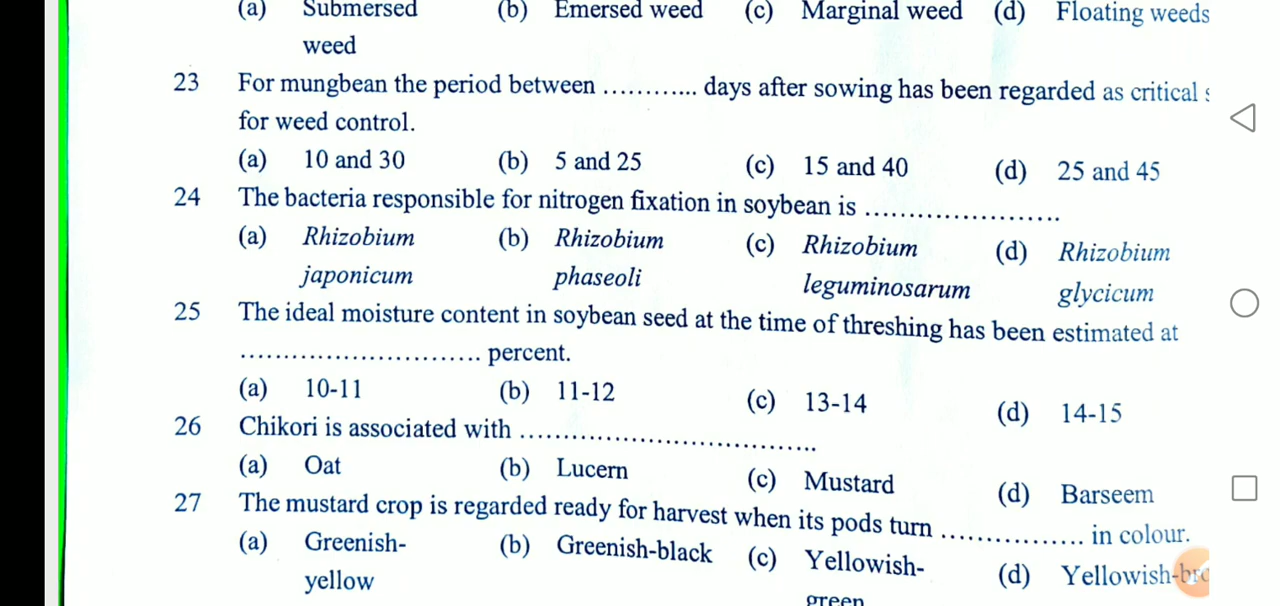 (a) Submersed (b) Emersed weed (c) Marginal weed (d) Floating weeds
weed
23 For mungbean the period between ............ days after sowing has been regarded as critical
for weed control.
(a) 10 and 30 (b) 5 and 25 (c) 15 and 40 (d) 25 and 45
24 The bacteria responsible for nitrogen fixation in soybean is ......................
(a) Rhizobium (b) Rhizobium (c) Rhizobium (d) Rhizobium
japonicum phaseoli leguminosarum glycicum
25 The ideal moisture content in soybean seed at the time of threshing has been estimated at
............................ percent.
(a) 10-11 (b) 11-12 (c) 13-14 (d) 14-15
26 Chikori is associated with ..................................
(a) Oat (b) Lucern (c) Mustard (d) Barseem
27 The mustard crop is regarded ready for harvest when its pods turn ................ in colour.
(a) Greenish- (b) Greenish-black (c) Yellowish- (d) Yellowish-
yellow green